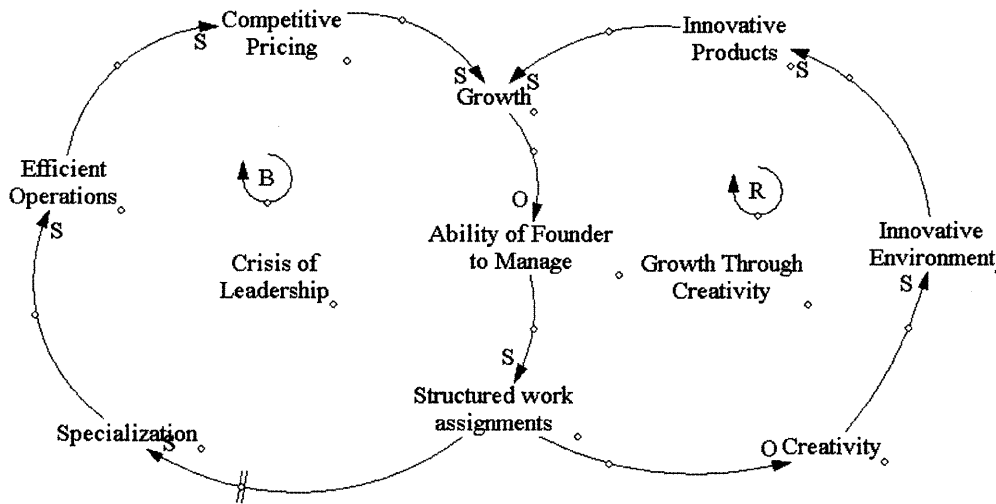 Competitive
Pricing
S
Innovative
Products
S
S
S
Growth
Efficient
Operations
S
B
R
O
Ability of Founder
to Manage
Innovative
Environment
S
Crisis of
Leadership
Growth Through
Creativity
S
Structured work
assignments
Specialization
S
O
Creativity